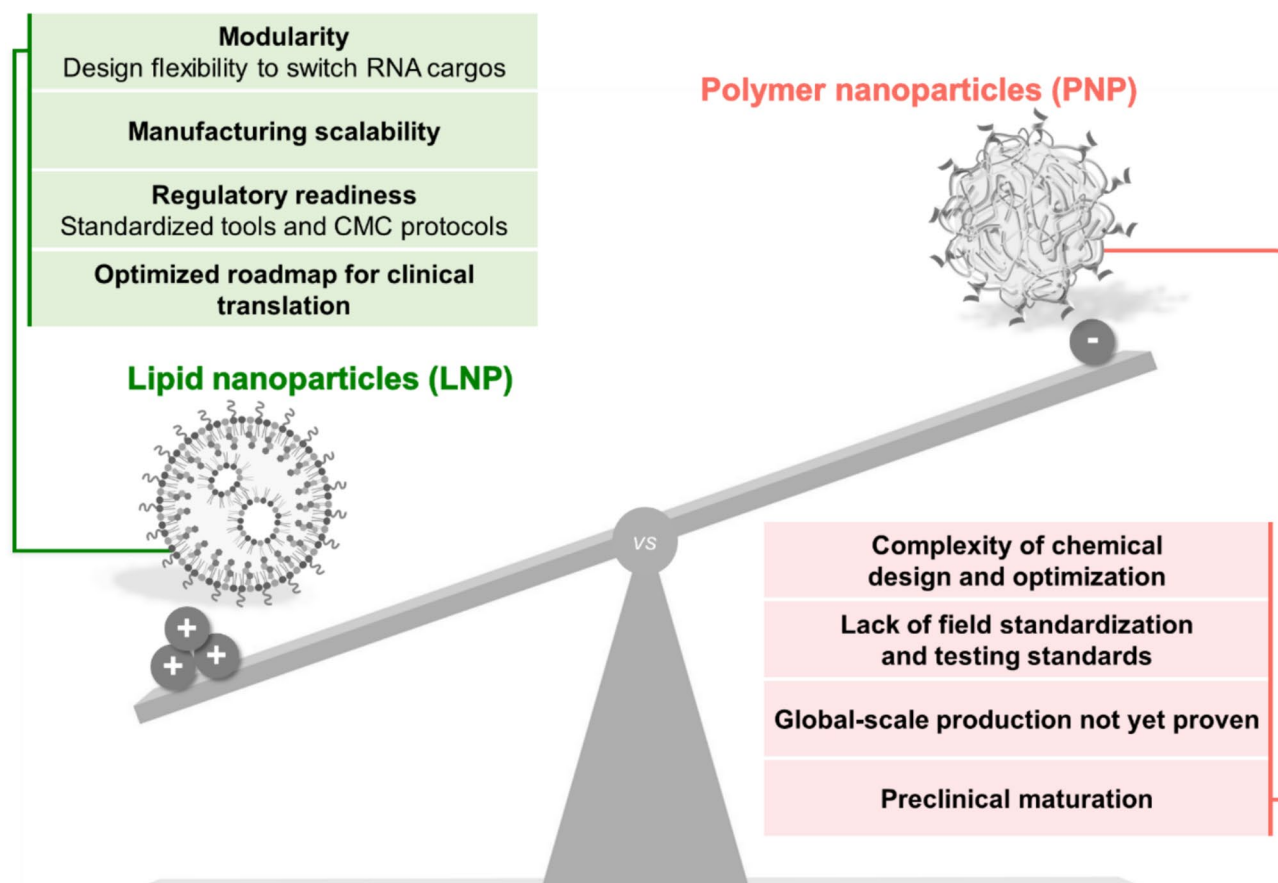 Modularity
Design flexibility to switch RNA cargos
Manufacturing scalability
Regulatory readiness
Standardized tools and CMC protocols
Optimized roadmap for clinical
translation
Lipid nanoparticles (LNP)
Polymer nanoparticles (PNP)
-
vs
+
+
+
Complexity of chemical
design and optimization
Lack of field standardization
and testing standards
Global-scale production not yet proven
Preclinical maturation